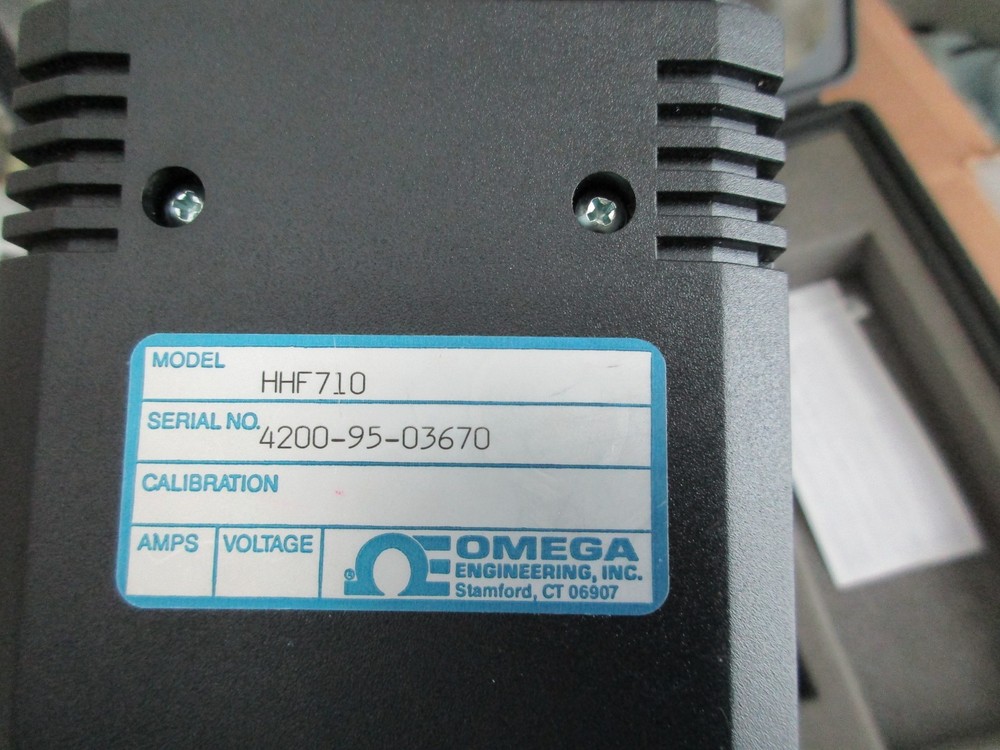 MODEL
HHF710
SERIAL NO.
4200-95-03670
CALIBRATION
AMPS
VOLTAGE
®
OMEGA
ENGINEERING, INC.
Stamford, CT 06907